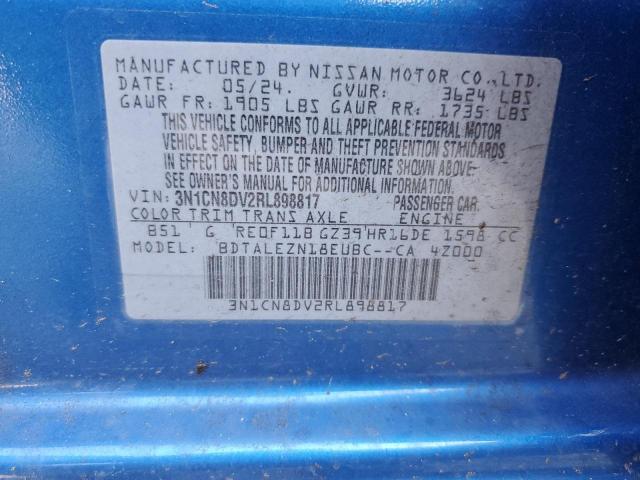 MANUFACTURED BY NISSAN MOTOR CO.,LTD.
DATE: 05/24. GVWR: 3624 LBS
GAWR FR: 1905 LBS GAWR RR: 1735 LBS
THIS VEHICLE CONFORMS TO ALL APPLICABLE FEDERAL MOTOR
VEHICLE SAFETY, BUMPER AND THEFT PREVENTION STANDARDS
IN EFFECT ON THE DATE OF MANUFACTURE SHOWN ABOVE.
SEE OWNER'S MANUAL FOR ADDITIONAL INFORMATION.
VIN: 3N1CN8DV2RL898817 PASSENGER CAR
COLOR TRIM TRANS AXLE ENGINE
B51 G RE0F11B GZ39 HR16DE 1598 CC
MODEL: BDTALEZN18EUBC--CA 4Z000
3N1CN8DV2RL898817